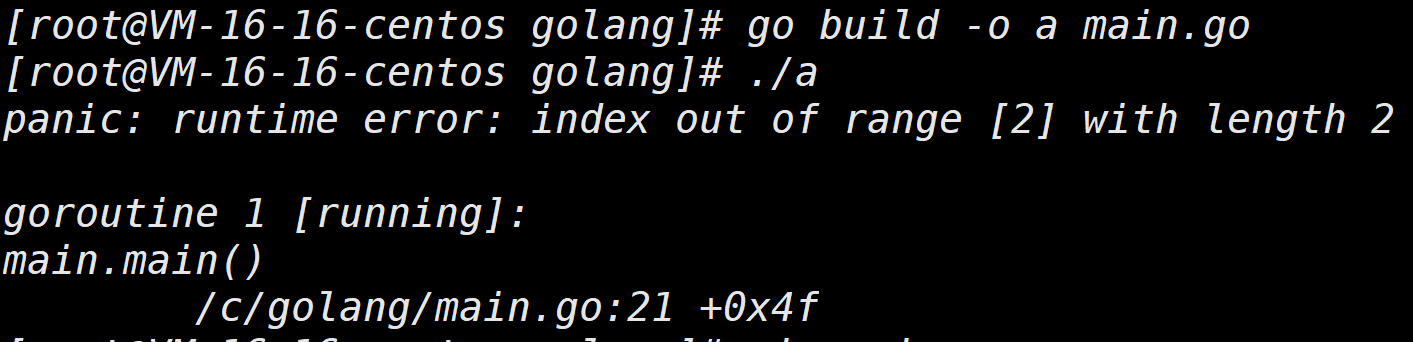 [root@VM-16-16-centos golang]# go build -o a main.go
[root@VM-16-16-centos golang]# ./a
panic: runtime error: index out of range [2] with length 2
goroutine 1 [running]:
main.main()
/c/golang/main.go:21 +0x4f